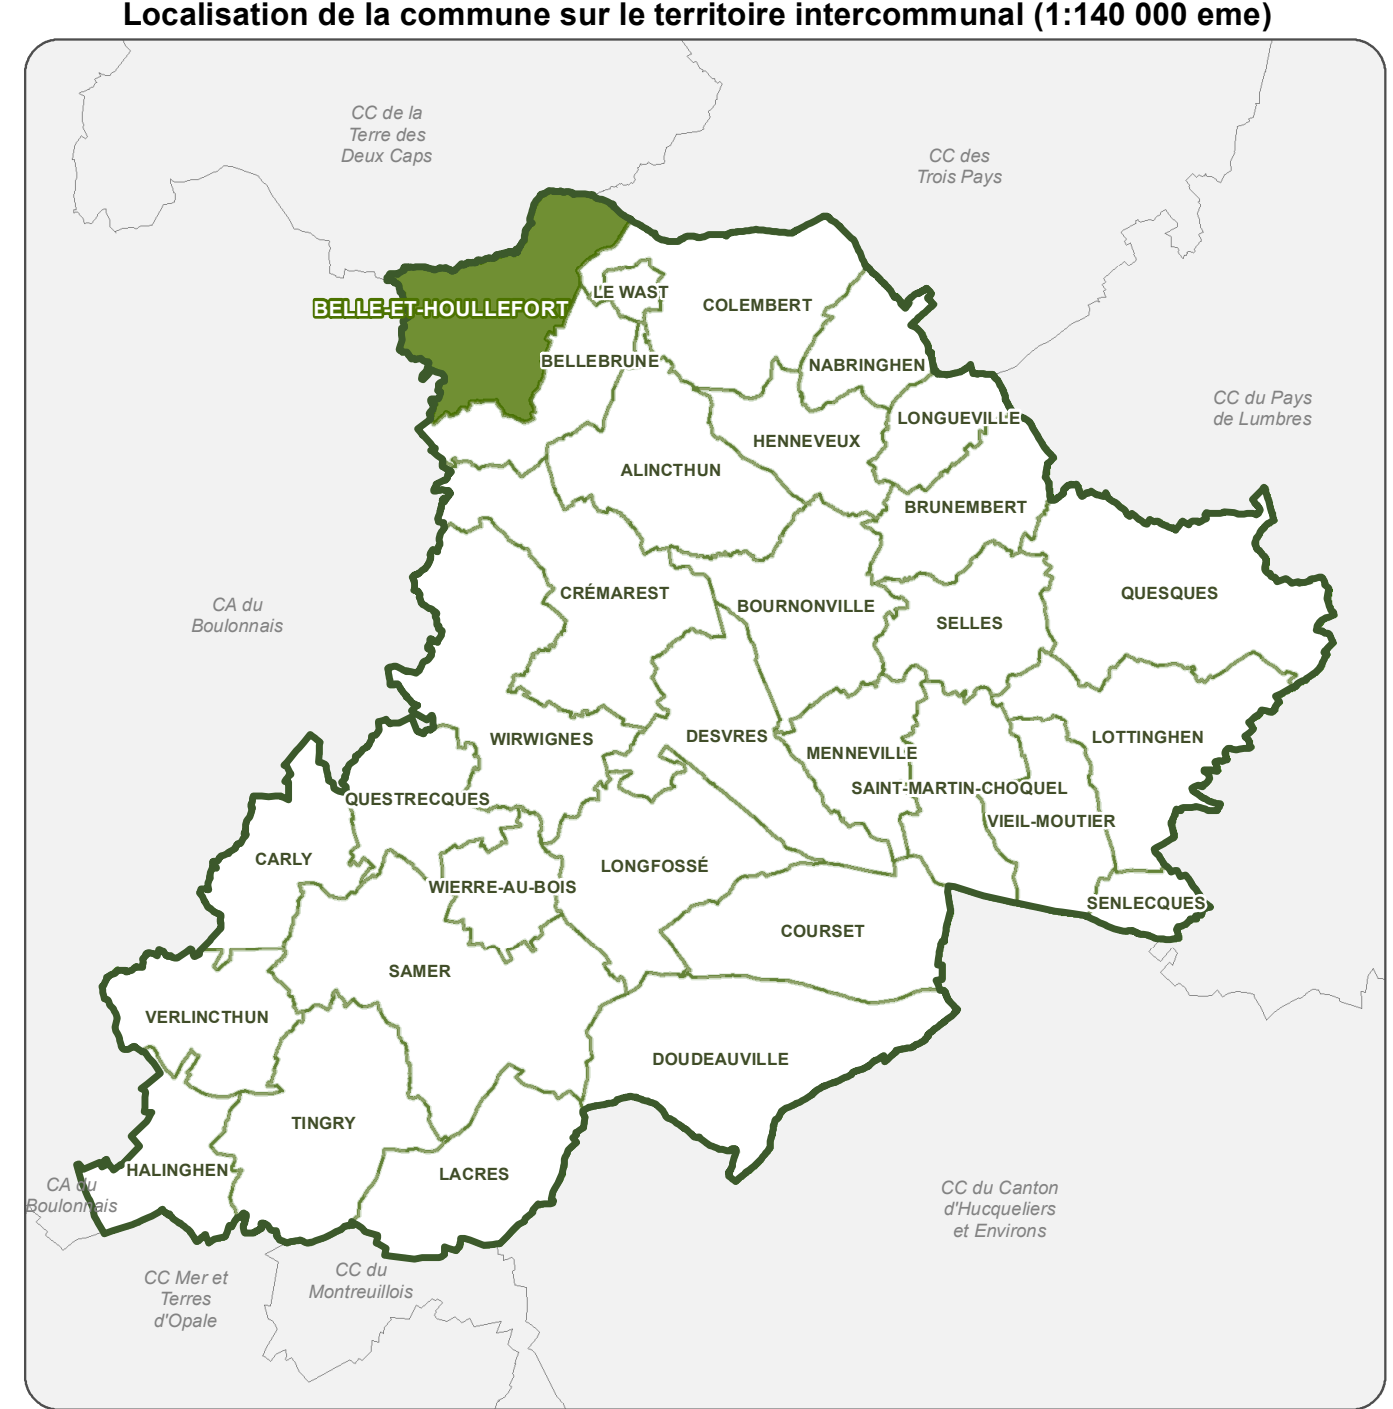 Localisation de la commune sur le territoire intercommunal (1:140 000 eme)
CC de la
Terre des
Deux Caps
CC des
Trois Pays
LE WAST
BELLE-ET-HOULLEFORT
COLEMBERT
BELLEBRUNE
NABRINGHEN
CC du Pays
de Lumbres
LONGUEVILLE
HENNEVEUX
ALINCTHUN
BRUNEMBERT
CRÉMAREST
QUESQUES
CA du
Boulonnais
BOURNONVILLE
SELLES
WIRWIGNES
DESVRES
LOTTINGHEN
MENNEVILLE
SAINT-MARTIN-CHOQUEL
QUESTRECQUES
VIEIL-MOUTIER
CARLY
LONGFOSSÉ
WIERRE-AU-BOIS
SENLECQUES
COURSET
SAMER
VERLINCTHUN
DOUDEAUVILLE
TINGRY
HALINGHEN
LACRES
CA du
Boulonnais
CC du Canton
d'Hucqueliers
et Environs
CC Mer et
Terres
d'Opale
CC du
Montreuillois